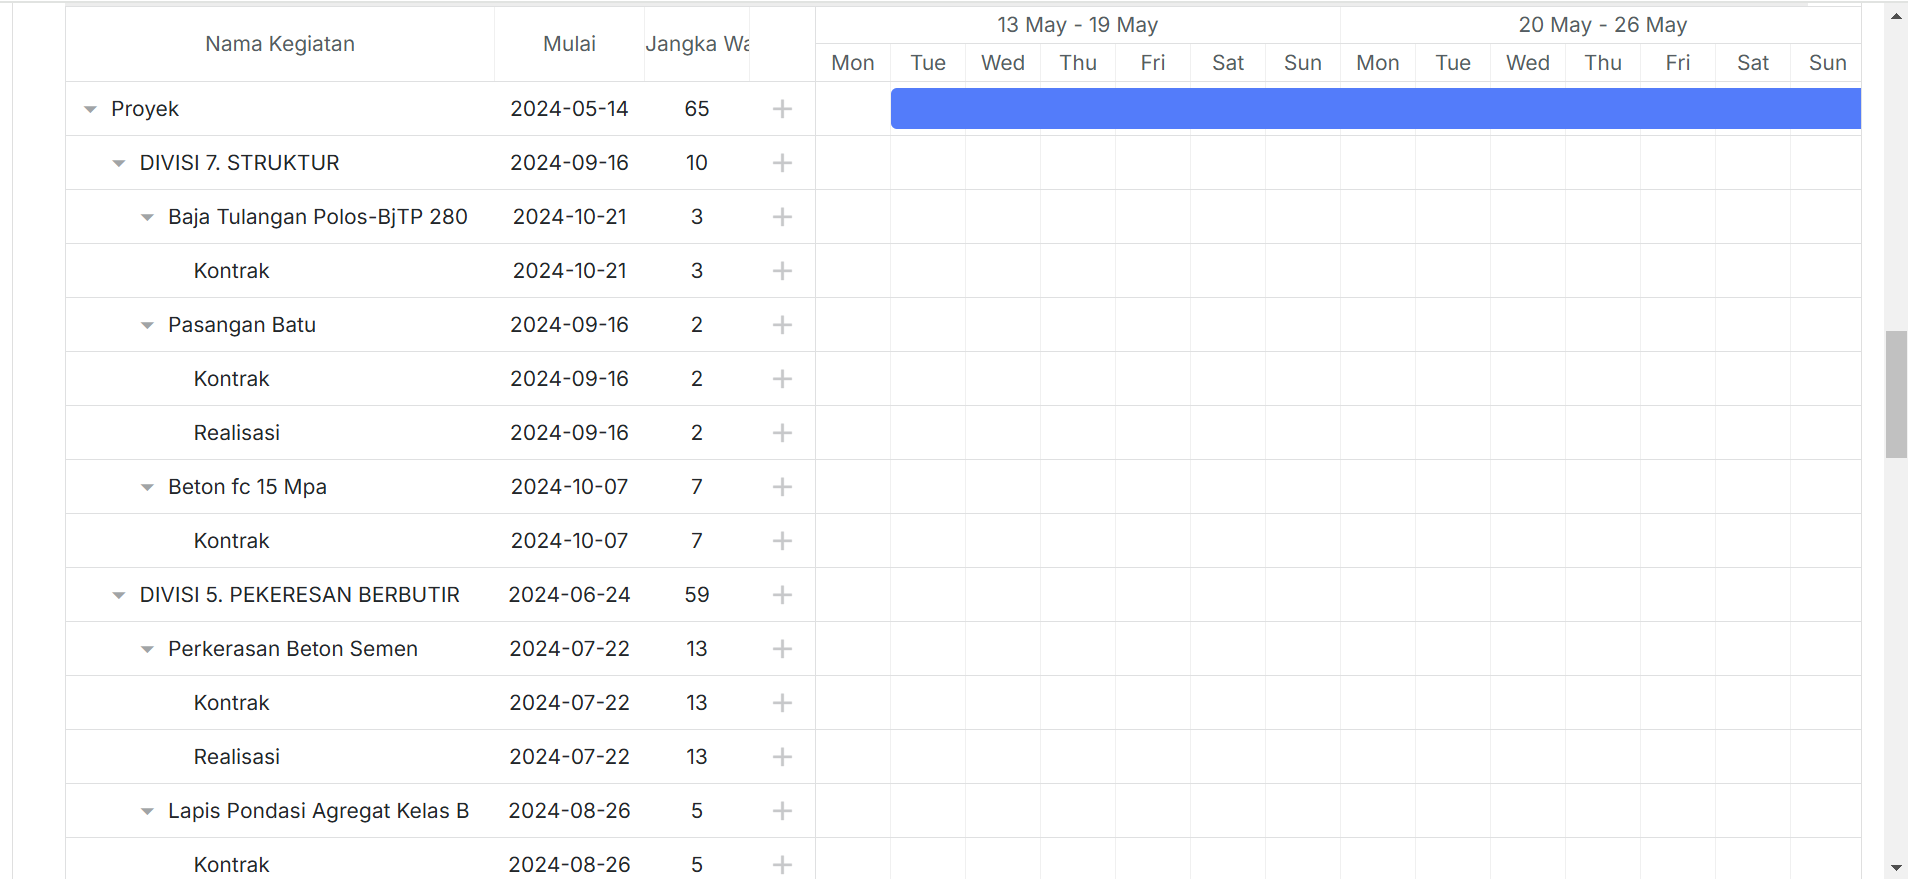 Nama Kegiatan Mulai Jangka Wa 13 May - 19 May 20 May - 26 May
Mon Tue Wed Thu Fri Sat Sun Mon Tue Wed Thu Fri Sat Sun
Proyek 2024-05-14 65
DIVISI 7. STRUKTUR 2024-09-16 10
Baja Tulangan Polos-BjTP 280 2024-10-21 3
Kontrak 2024-10-21 3
Pasangan Batu 2024-09-16 2
Kontrak 2024-09-16 2
Realisasi 2024-09-16 2
Beton fc 15 Mpa 2024-10-07 7
Kontrak 2024-10-07 7
DIVISI 5. PEKERESAN BERBUTIR 2024-06-24 59
Perkerasan Beton Semen 2024-07-22 13
Kontrak 2024-07-22 13
Realisasi 2024-07-22 13
Lapis Pondasi Agregat Kelas B 2024-08-26 5
Kontrak 2024-08-26 5